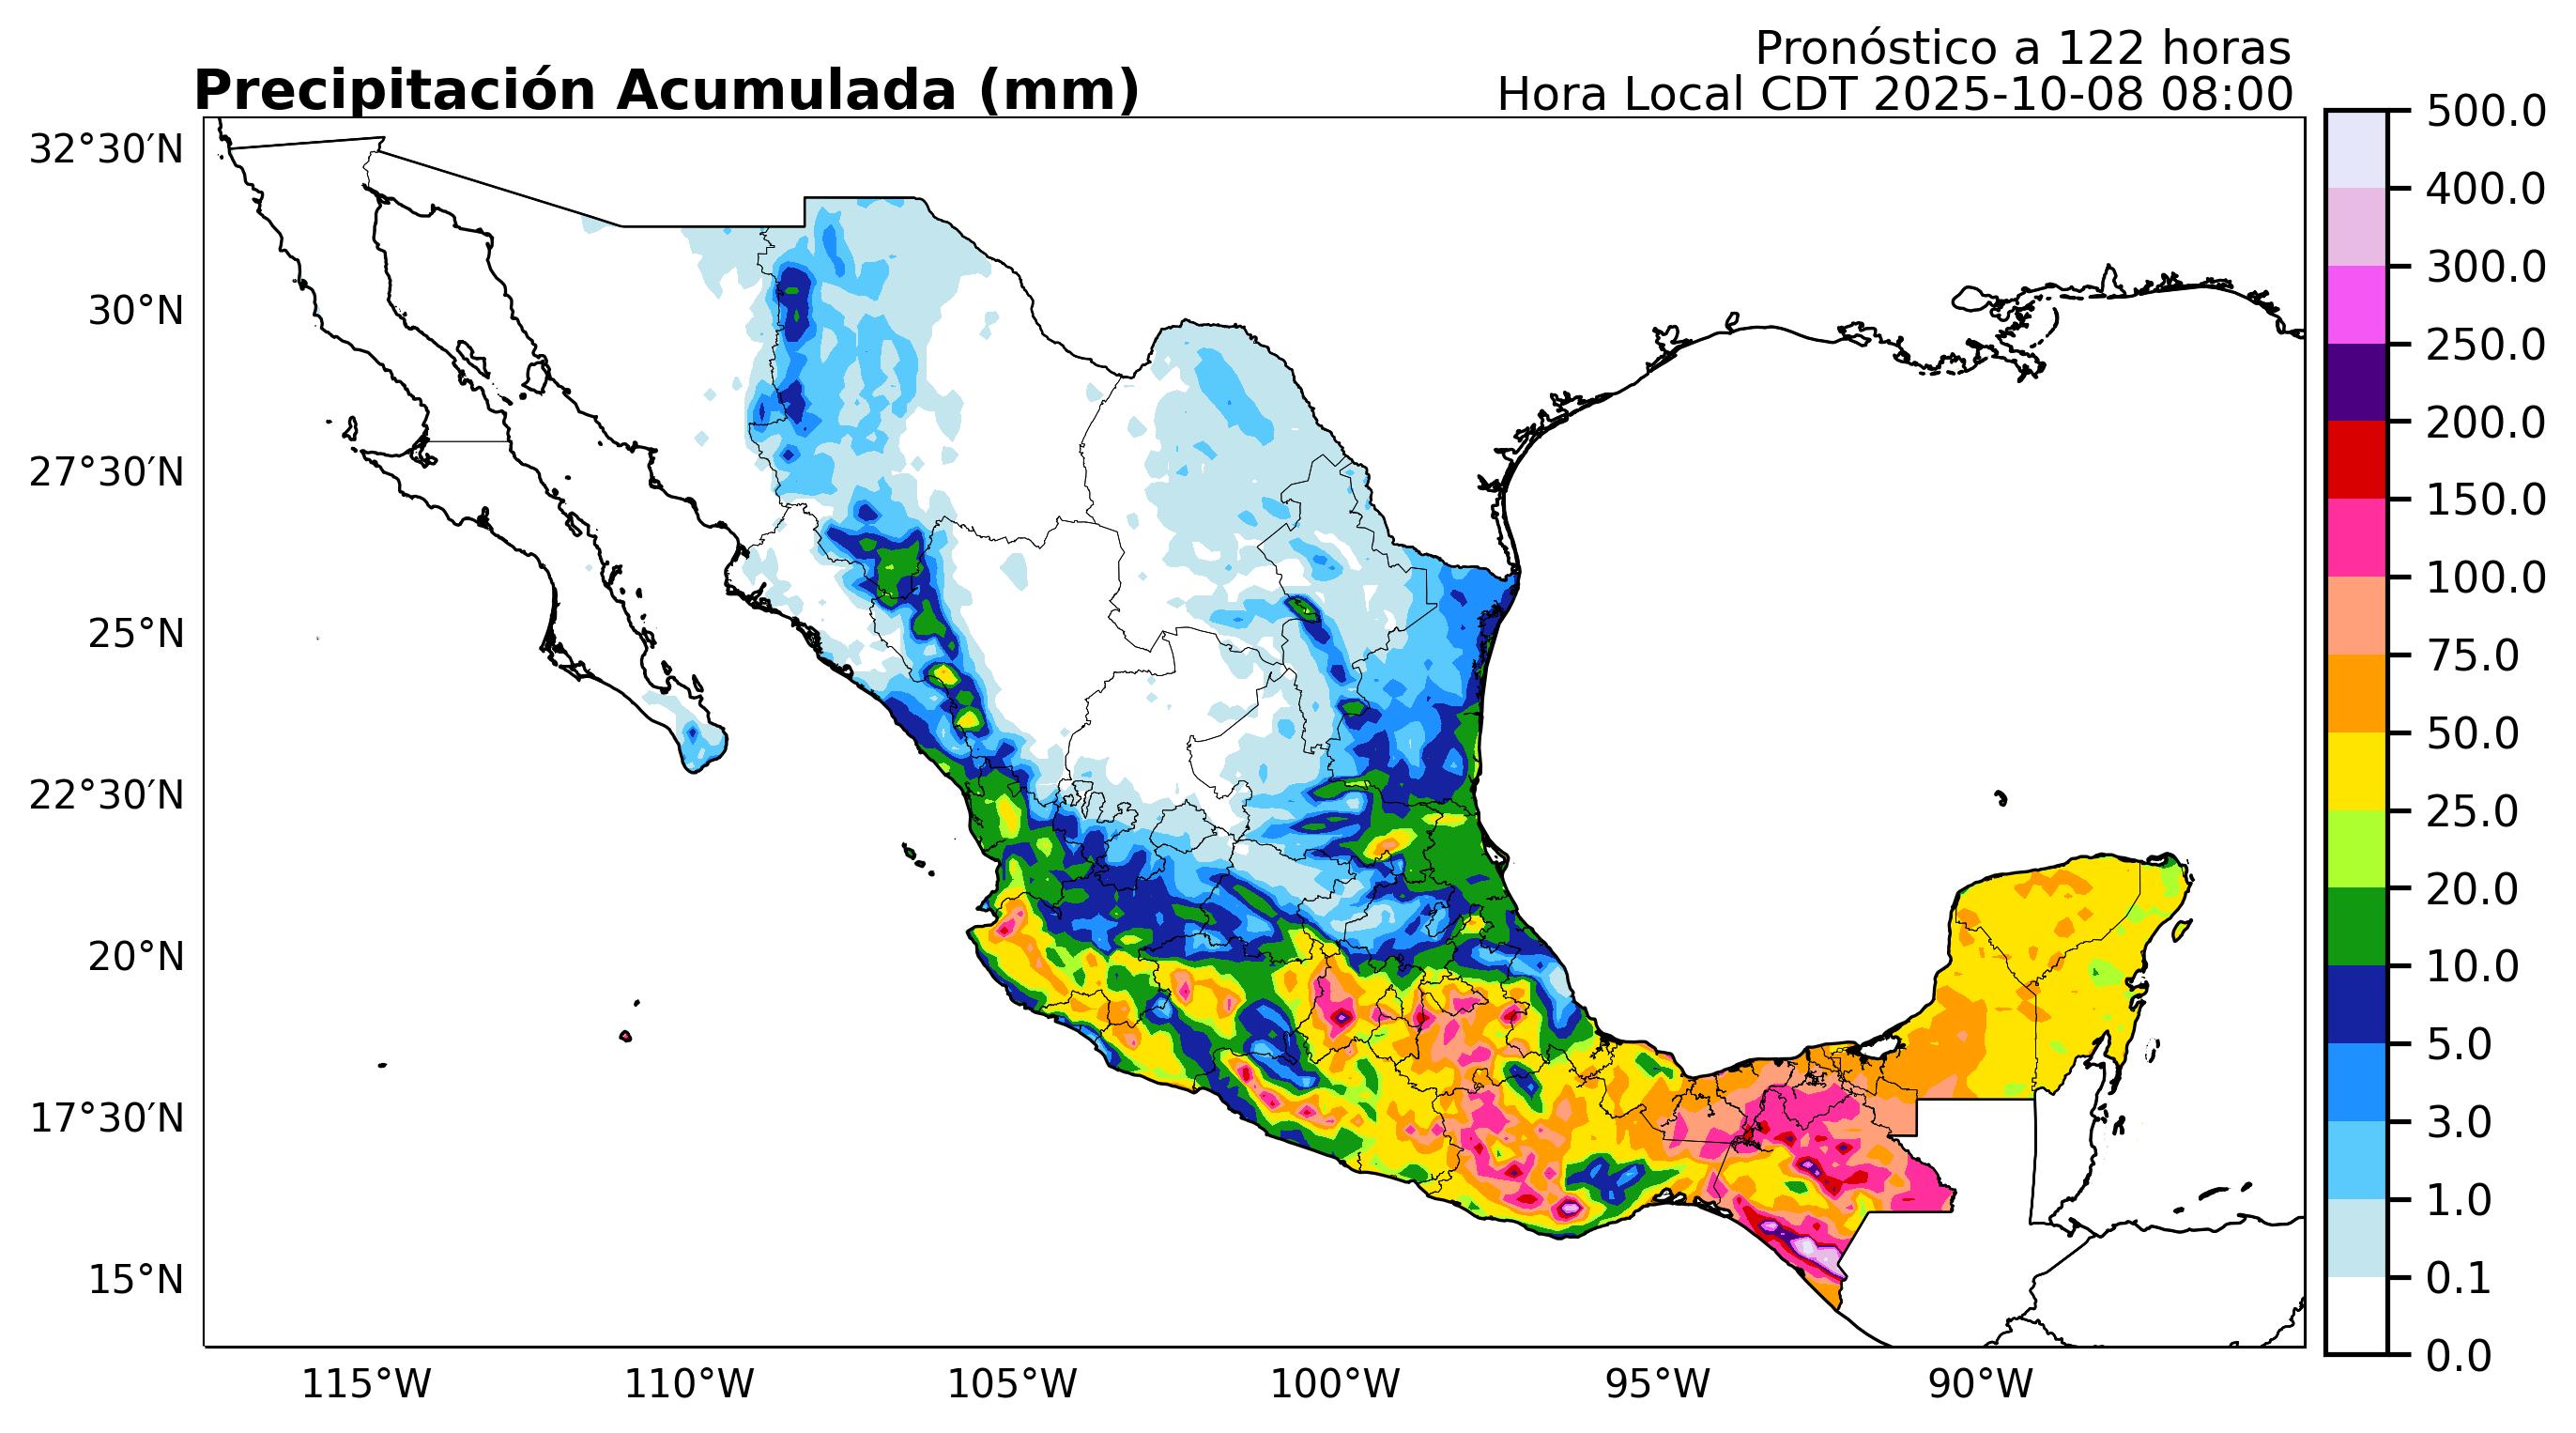 Pronóstico a 122 horas
Precipitación Acumulada (mm)
Hora Local CDT 2025-10-08 08:00
32°30′N
30°N
27°30′N
25°N
22°30′N
20°N
17°30′N
15°N
115°W
110°W
105°W
100°W
95°W
90°W
500.0
400.0
300.0
250.0
200.0
150.0
100.0
75.0
50.0
25.0
20.0
10.0
5.0
3.0
1.0
0.1
0.0